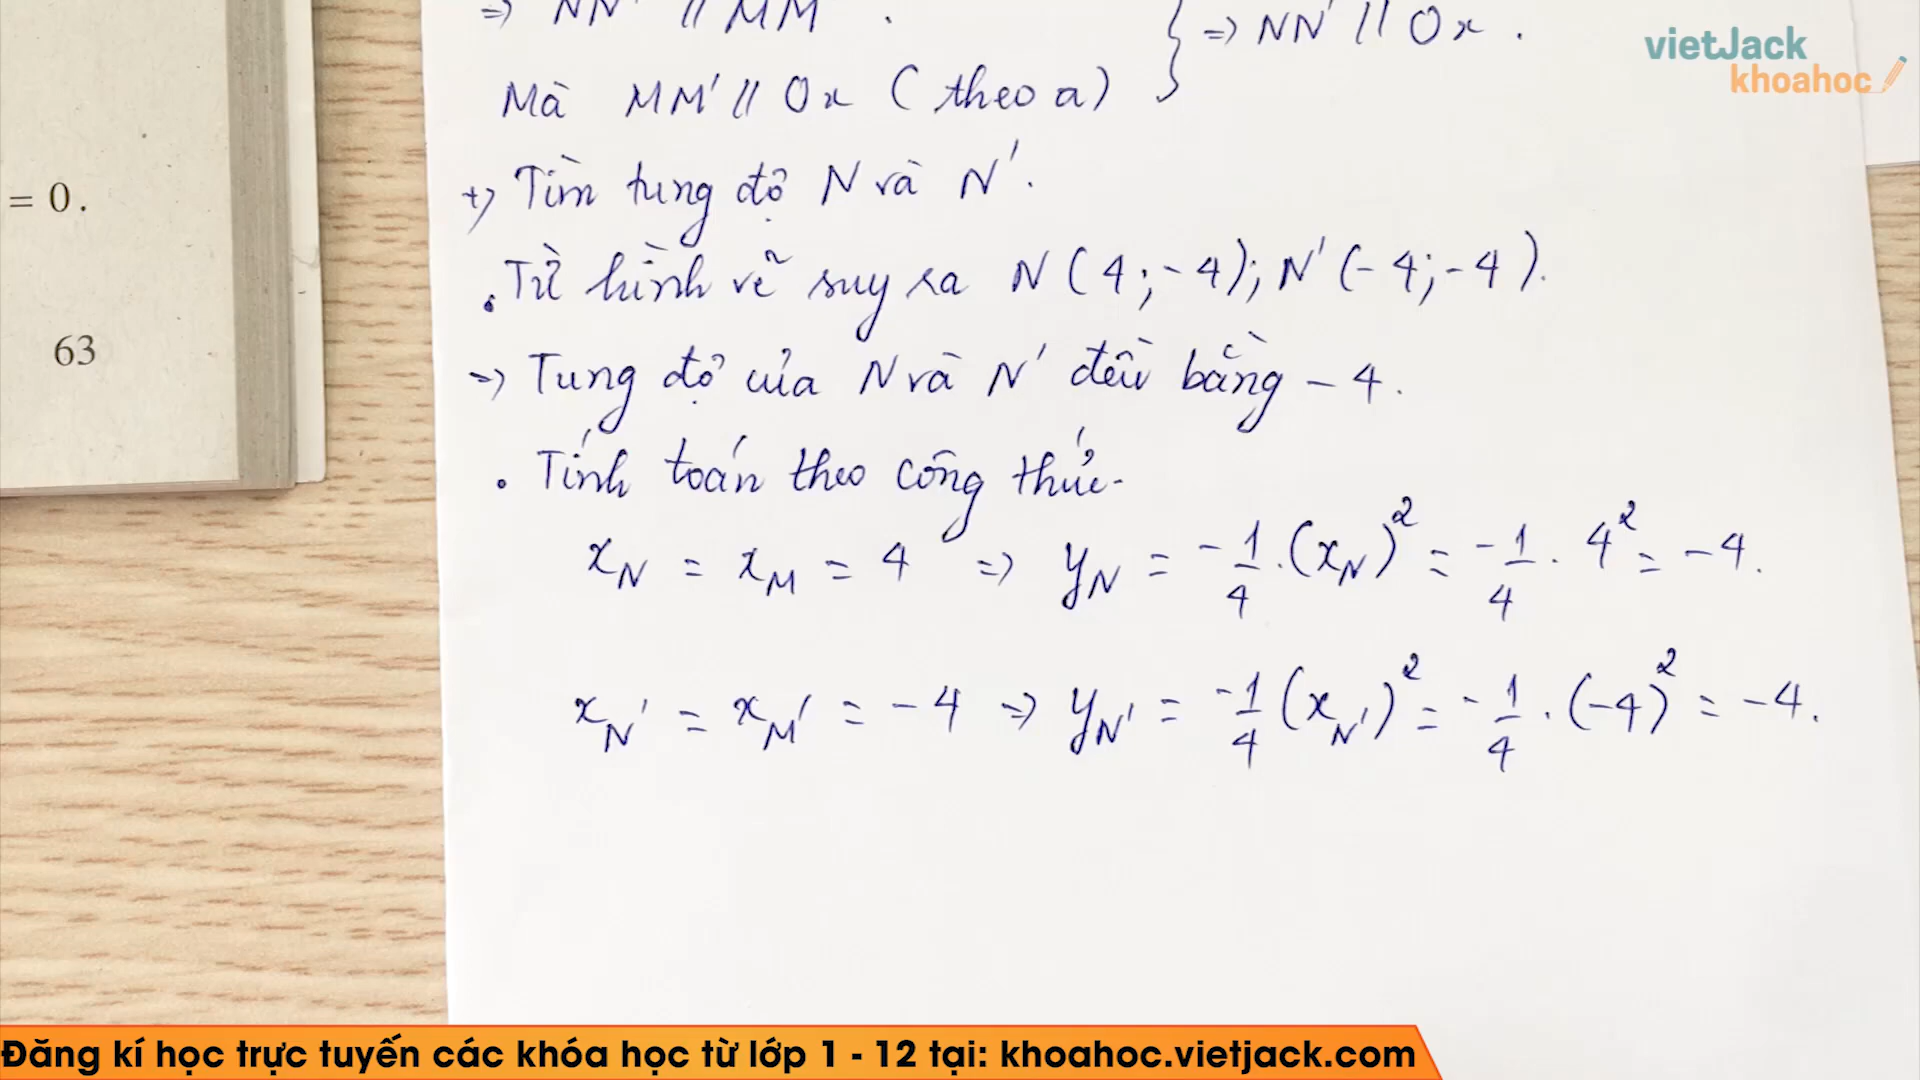 => NN' // MM'.
=> NN' // Ox.
Mà MM' // Ox (theo a)
+) Tìm tung độ N và N'.
. Từ hình vẽ suy ra N(4;-4); N'(-4;-4).
=> Tung độ của N và N' đều bằng -4.
. Tính toán theo công thức.
x_N = x_M = 4 => y_N = -1/4 . (x_N)² = -1/4 . 4² = -4.
x_N' = x_M' = -4 => y_N' = -1/4 (x_N')² = -1/4 . (-4)² = -4.
= 0.
63
vietJack
khoahoc
Đăng kí học trực tuyến các khóa học từ lớp 1 - 12 tại: khoahoc.vietjack.com